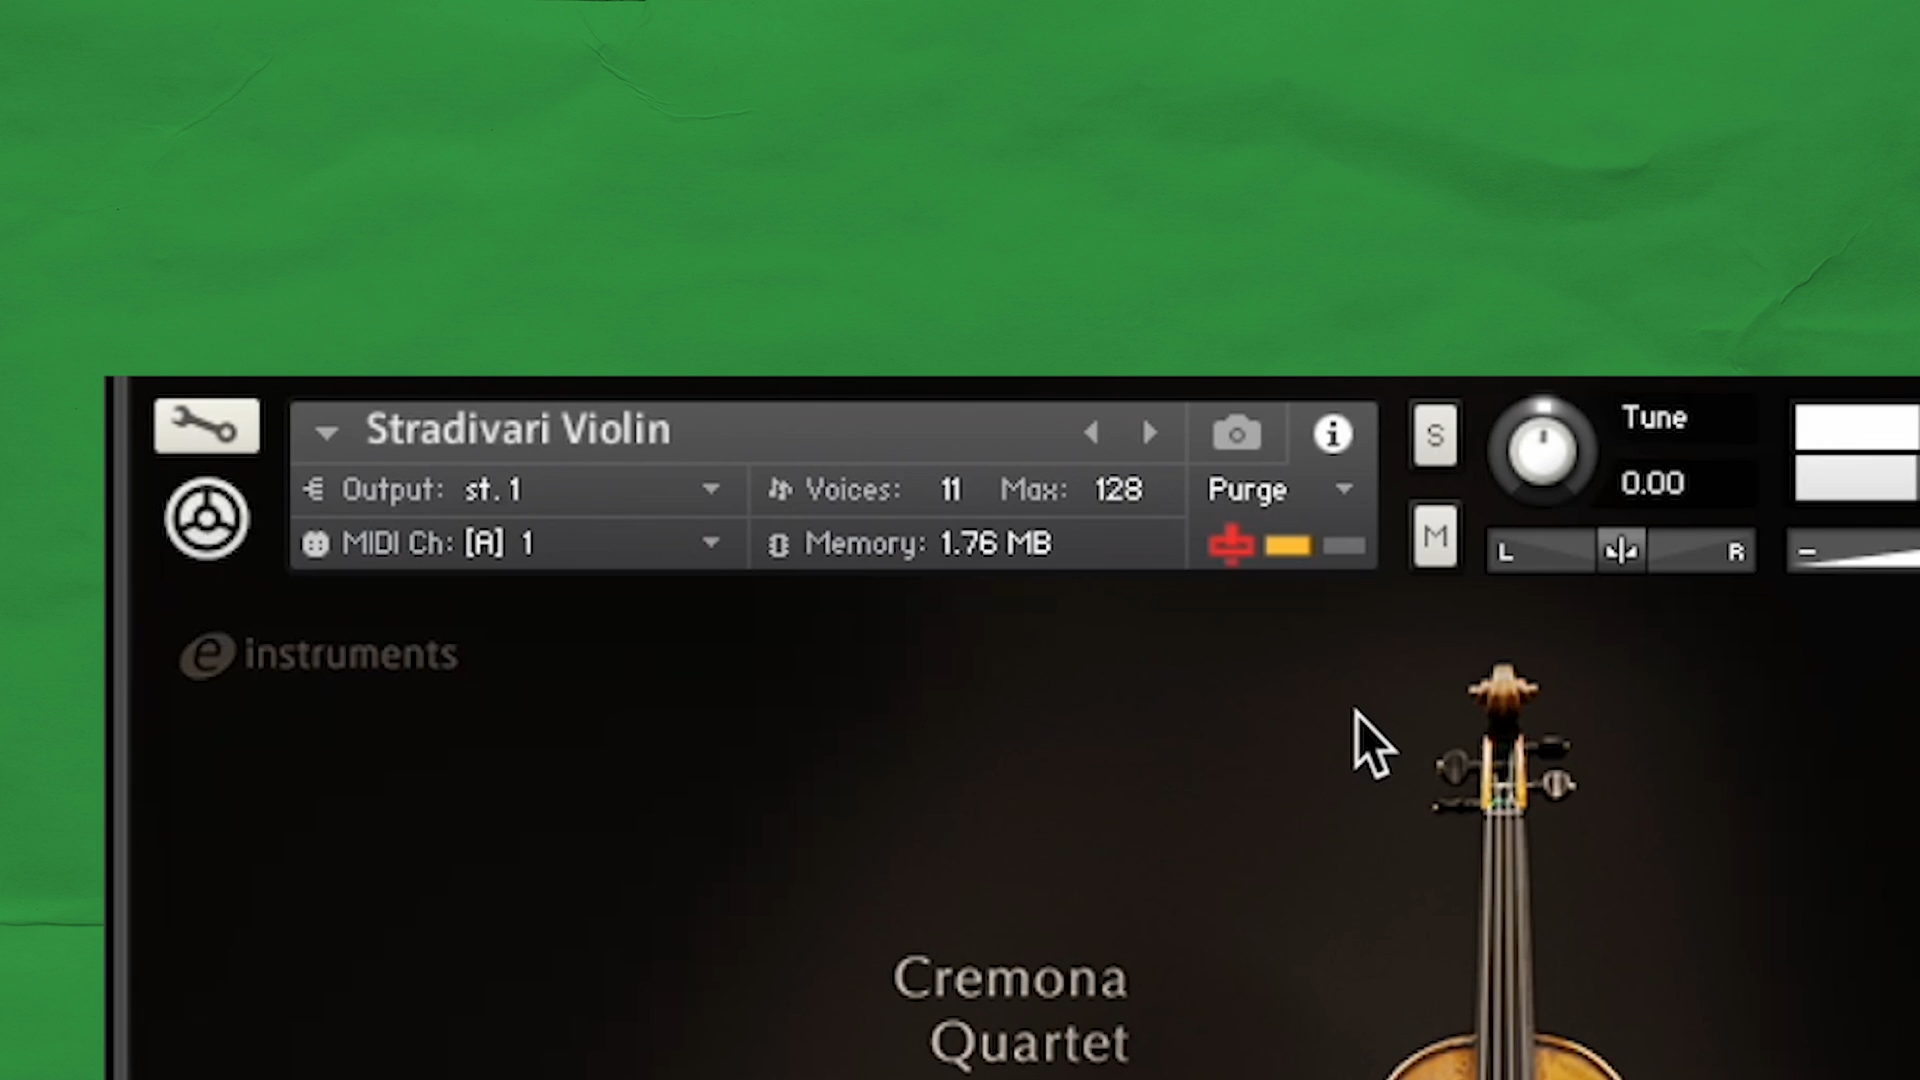 Stradivari Violin
S
Tune
Output: st.1
Voices: 11 Max: 128
Purge
0.00
MIDI Ch: [A] 1
Memory: 1.76 MB
M
L
R
e instruments
Cremona
Quartet